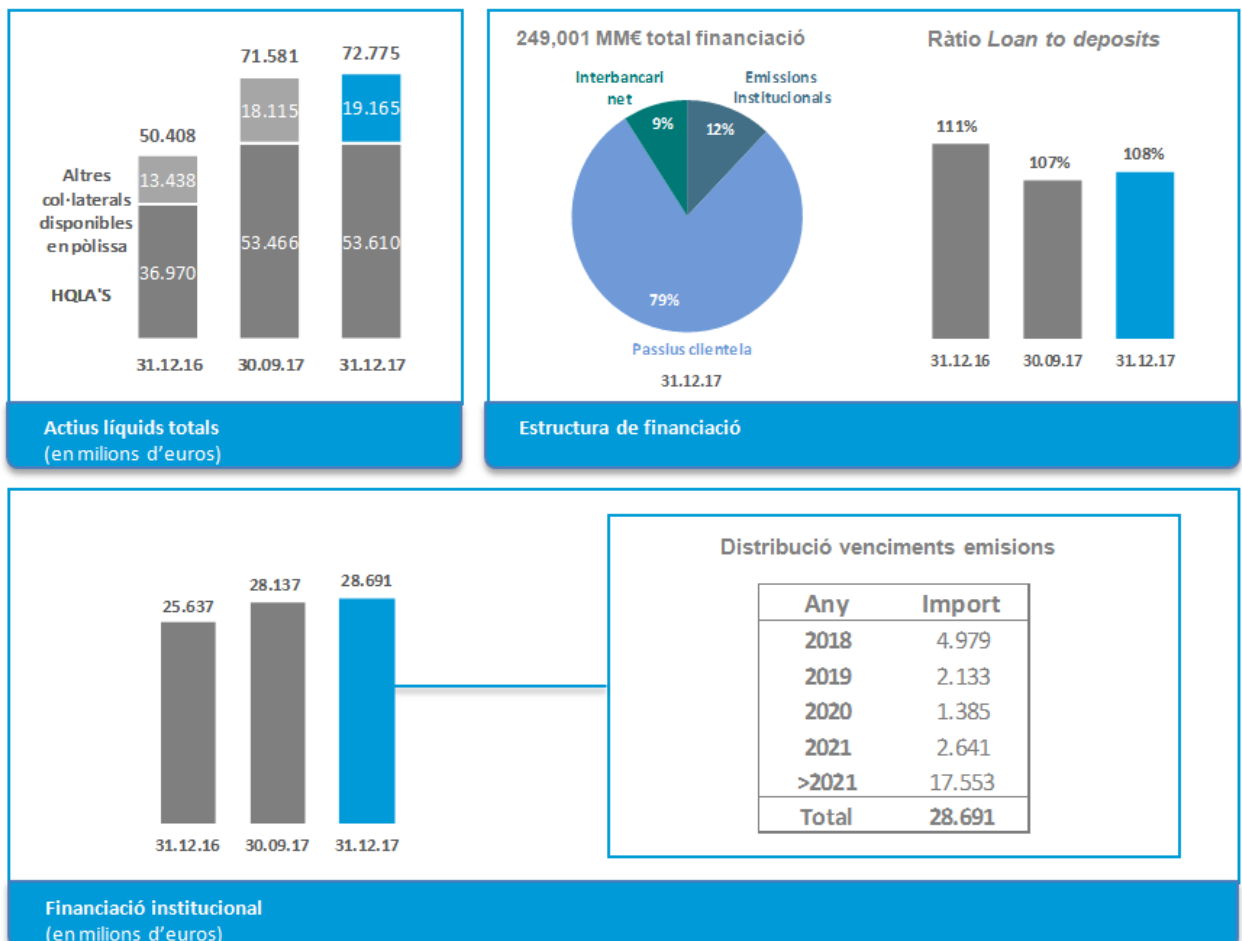 50.408
71.581
72.775
13.438
18.115
19.165
36.970
53.466
53.610
Altres
col·laterals
disponibles
en pòlissa
HQLA'S
31.12.16
30.09.17
31.12.17
Actius líquids totals
(en milions d'euros)
249,001 MM€ total financiació
Interbancari
net
Emissions
Institucionals
9%
12%
79%
Passius clientela
31.12.17
Ràtio Loan to deposits
111%
107%
108%
31.12.16
30.09.17
31.12.17
Estructura de financiació
25.637
28.137
28.691
31.12.16
30.09.17
31.12.17
Distribució venciments emisions
Any Import
2018 4.979
2019 2.133
2020 1.385
2021 2.641
>2021 17.553
Total 28.691
Financiació institucional
(en milions d'euros)